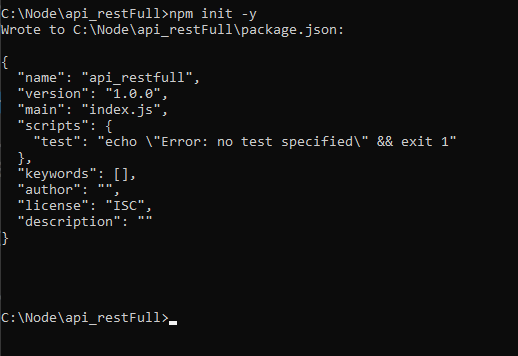 C:\Node\api_restFull>npm init -y
Wrote to C:\Node\api_restFull\package.json:
{
  "name": "api_restfull",
  "version": "1.0.0",
  "main": "index.js",
  "scripts": {
    "test": "echo \"Error: no test specified\" && exit 1"
  },
  "keywords": [],
  "author": "",
  "license": "ISC",
  "description": ""
}
C:\Node\api_restFull>